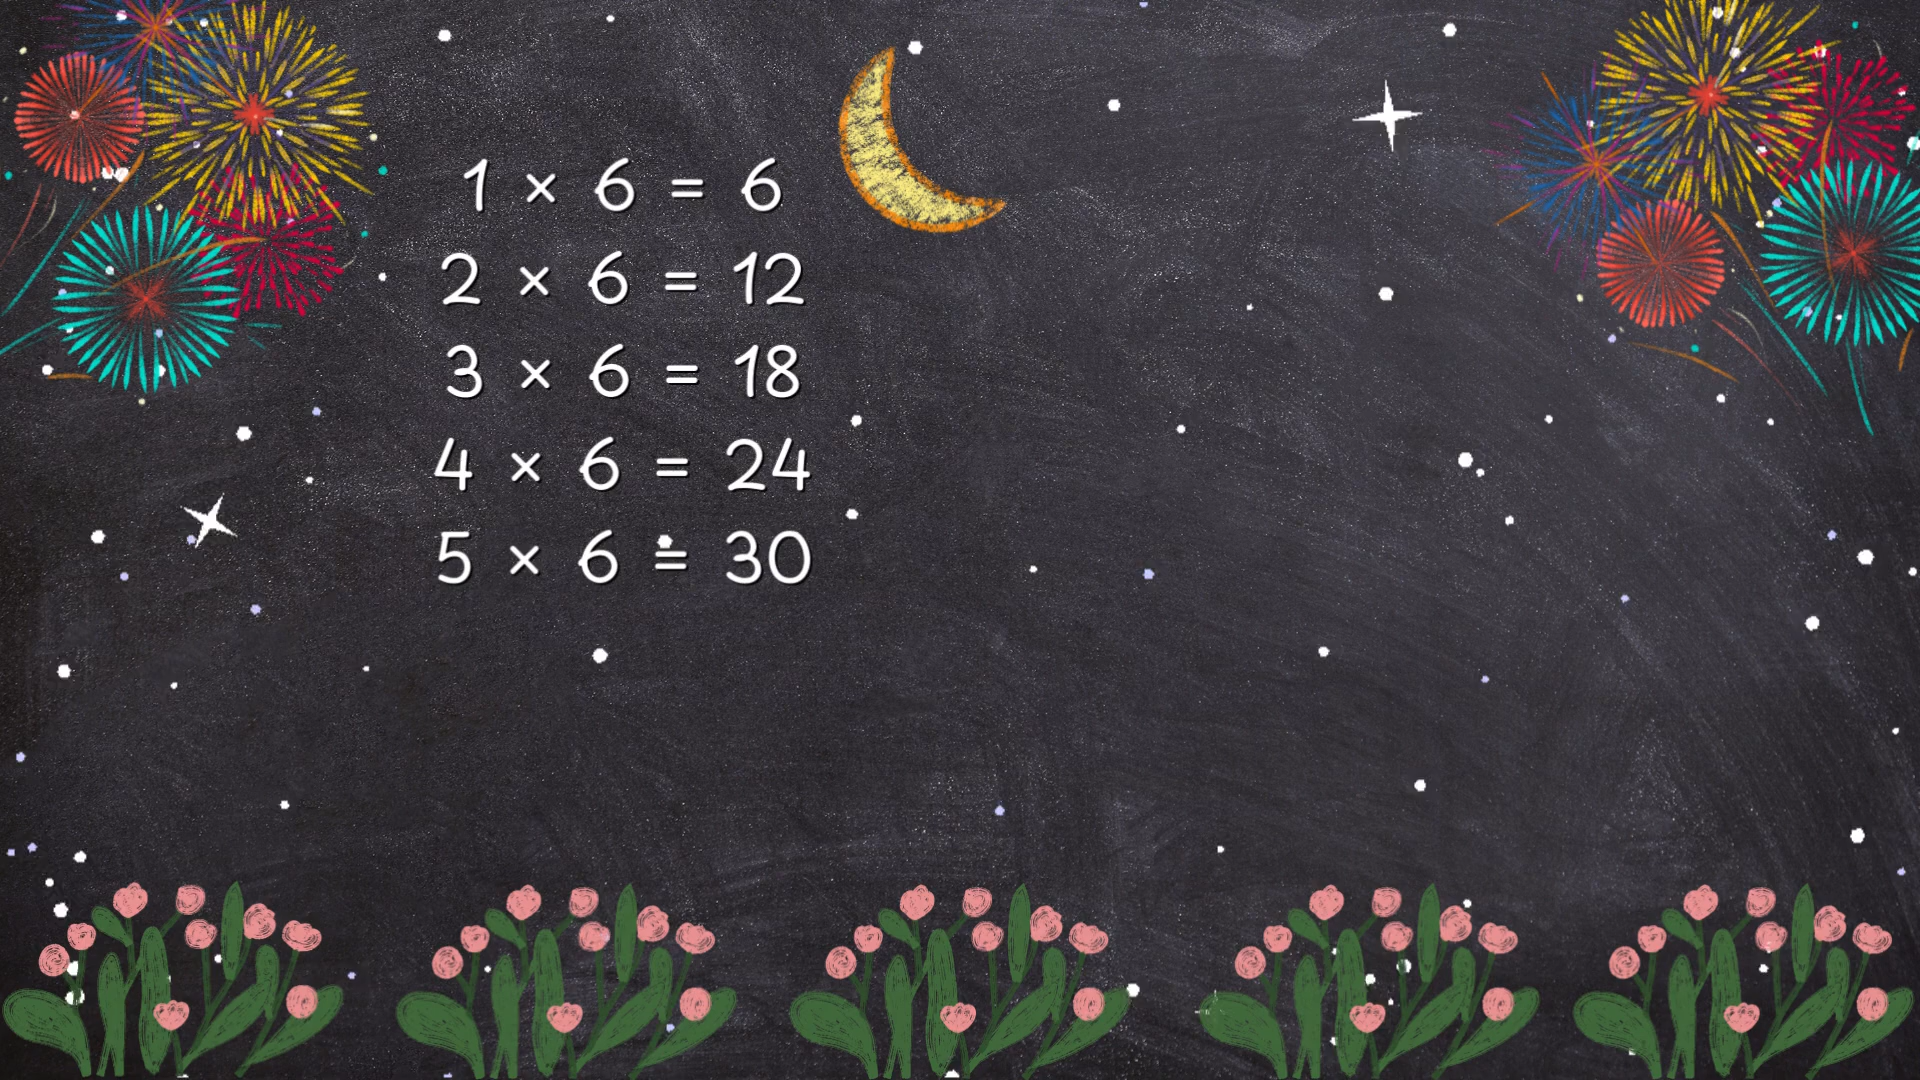 1 × 6 = 6
2 × 6 = 12
3 × 6 = 18
4 × 6 = 24
5 × 6 = 30